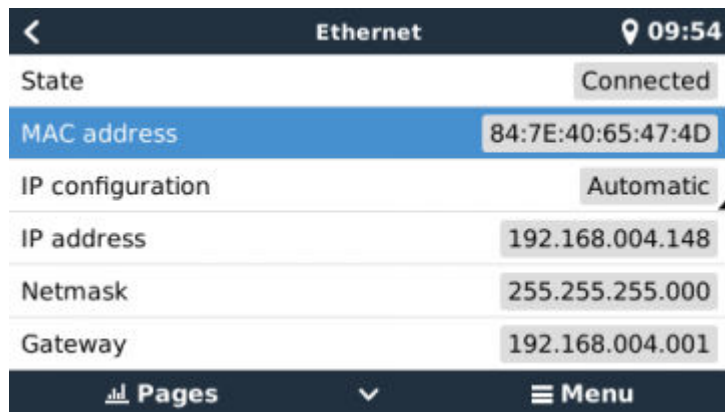 Ethernet 09:54
State Connected
MAC address 84:7E:40:65:47:4D
IP configuration Automatic
IP address 192.168.004.148
Netmask 255.255.255.000
Gateway 192.168.004.001
Pages Menu